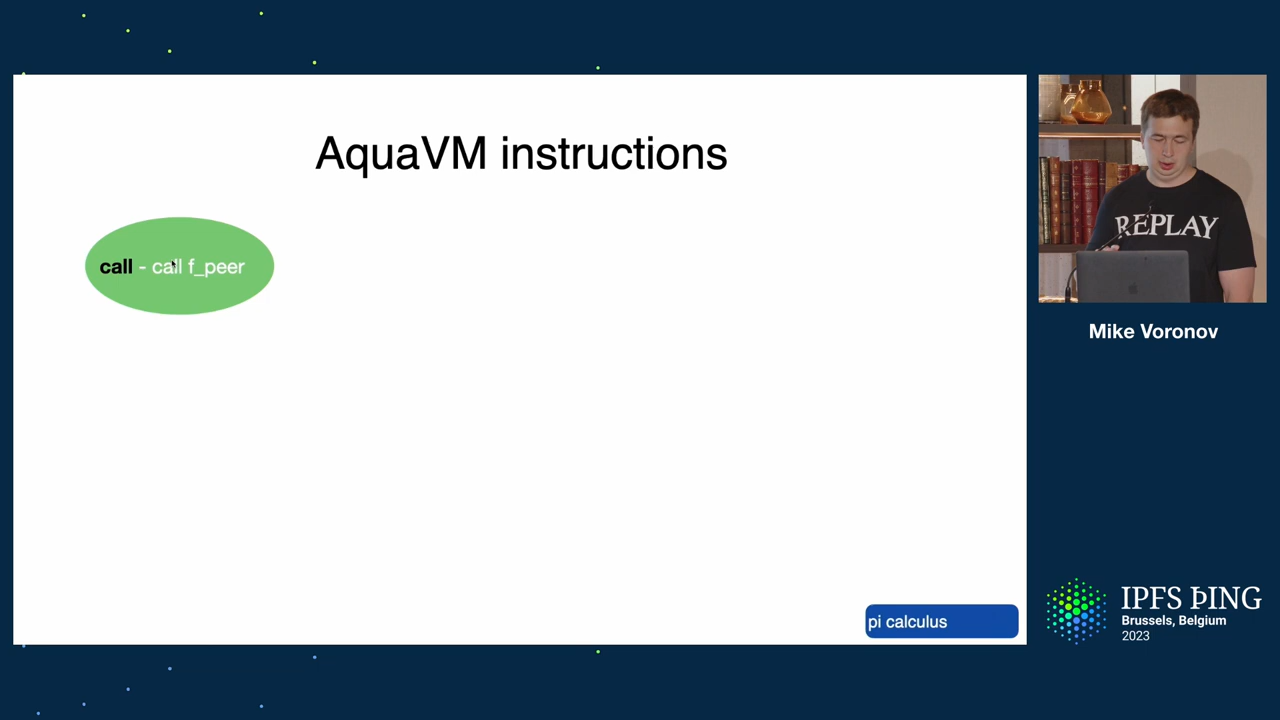 AquaVM instructions
call - call f_peer
pi calculus
REPLAY
Mike Voronov
IPFS ÞING
Brussels, Belgium
2023